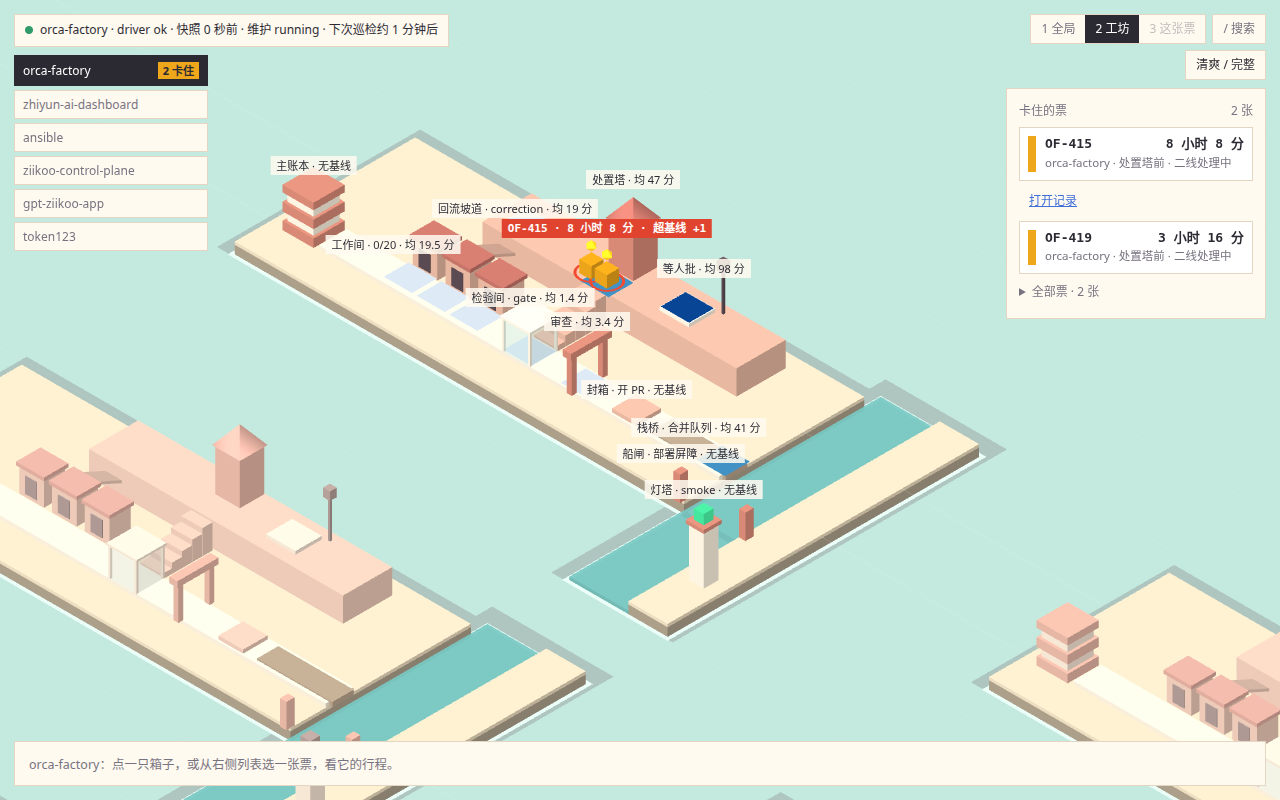 orca-factory · driver ok · 快照 0 秒前 · 维护 running · 下次巡检约 1 分钟后
1 全局 2 工坊 3 这张票 / 搜索
清爽 / 完整
orca-factory 2 卡住
zhiyun-ai-dashboard
ansible
ziikoo-control-plane
gpt-ziikoo-app
token123
卡住的票 2 张
OF-415 8 小时 8 分
orca-factory · 处置塔前 · 二线处理中
打开记录
OF-419 3 小时 16 分
orca-factory · 处置塔前 · 二线处理中
▶ 全部票 · 2 张
主账本 · 无基线
处置塔 · 均 47 分
回流坡道 · correction · 均 19 分
OF-415 · 8 小时 8 分 · 超基线 +1
工作间 · 0/20 · 均 19.5 分
等人批 · 均 98 分
检验间 · gate · 均 1.4 分
审查 · 均 3.4 分
封箱 · 开 PR · 无基线
栈桥 · 合并队列 · 均 41 分
船闸 · 部署屏障 · 无基线
灯塔 · smoke · 无基线
orca-factory：点一只箱子，或从右侧列表选一张票，看它的行程。